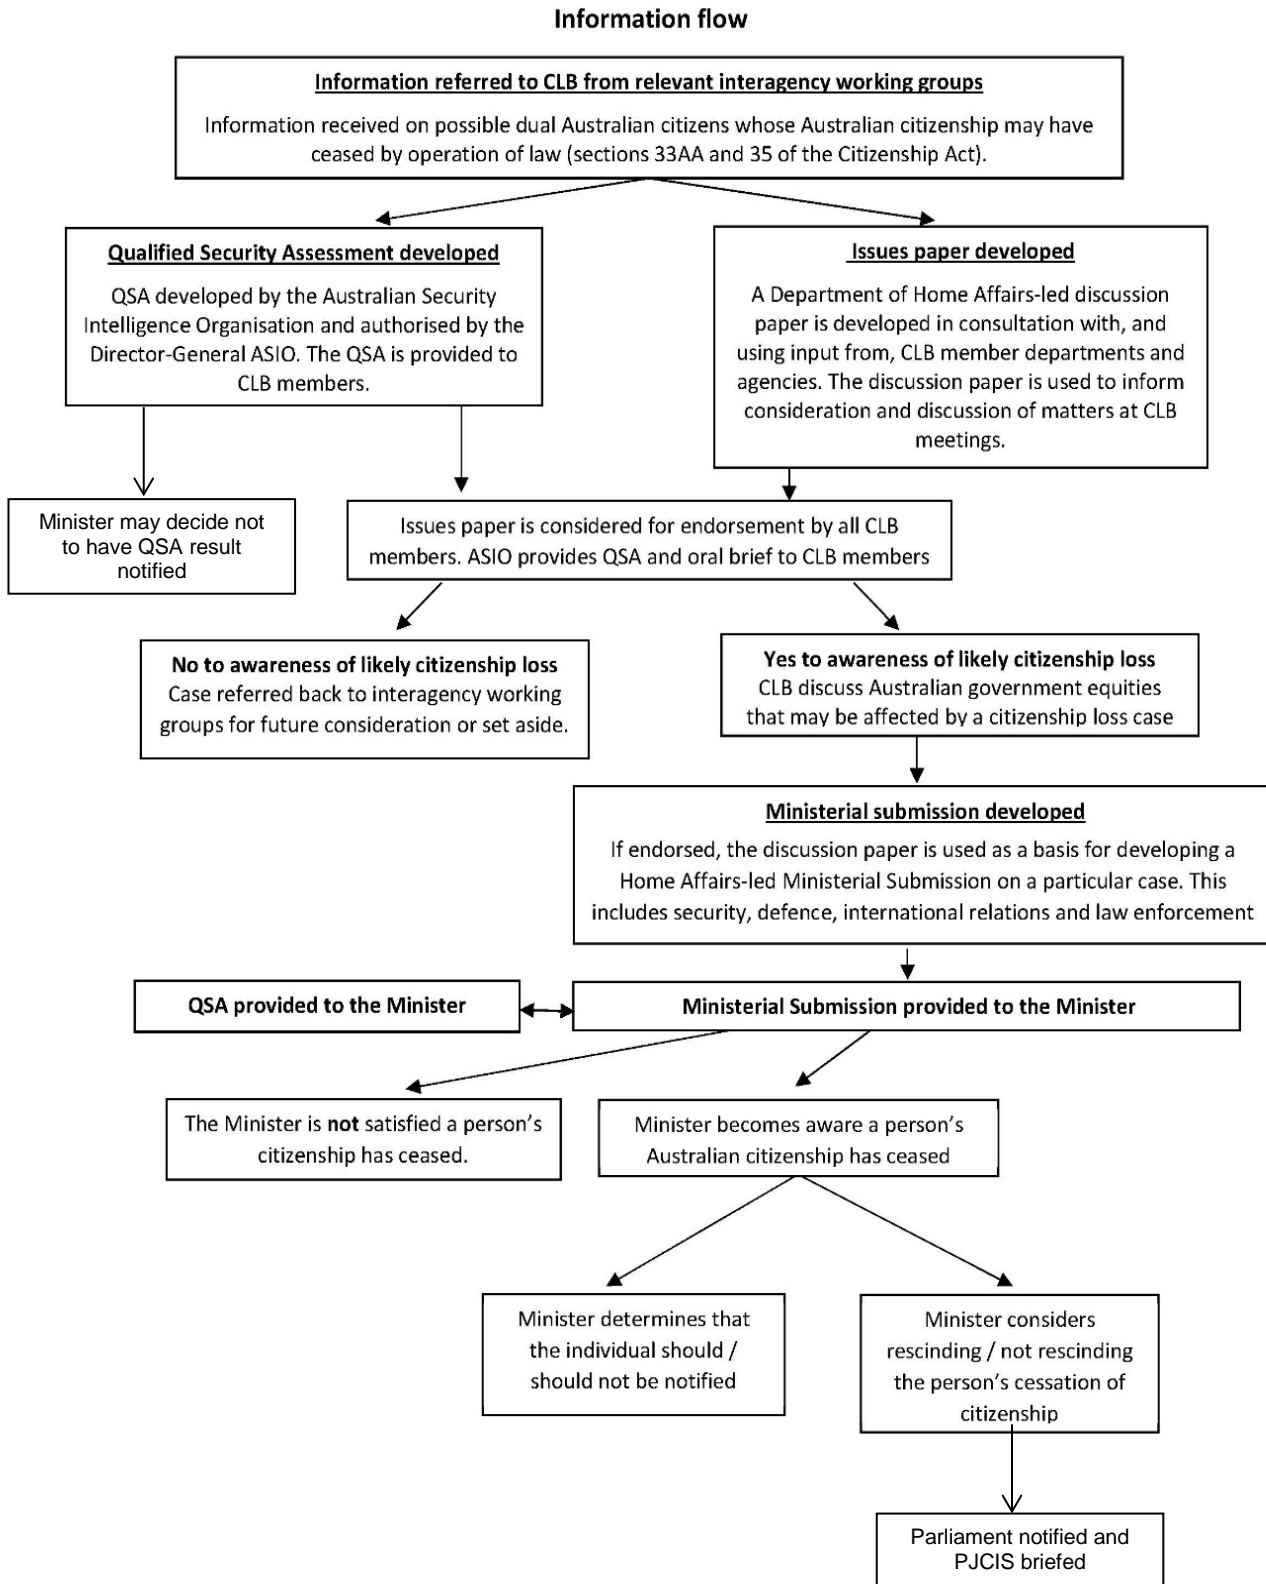 Information flow
Information referred to CLB from relevant interagency working groups
Information received on possible dual Australian citizens whose Australian citizenship may have
ceased by operation of law (sections 33AA and 35 of the Citizenship Act).
Qualified Security Assessment developed
QSA developed by the Australian Security
Intelligence Organisation and authorised by the
Director-General ASIO. The QSA is provided to
CLB members.
Issues paper developed
A Department of Home Affairs-led discussion
paper is developed in consultation with, and
using input from, CLB member departments and
agencies. The discussion paper is used to inform
consideration and discussion of matters at CLB
meetings.
Minister may decide not
to have QSA result
notified
Issues paper is considered for endorsement by all CLB
members. ASIO provides QSA and oral brief to CLB members
No to awareness of likely citizenship loss
Case referred back to interagency working
groups for future consideration or set aside.
Yes to awareness of likely citizenship loss
CLB discuss Australian government equities
that may be affected by a citizenship loss case
Ministerial submission developed
If endorsed, the discussion paper is used as a basis for developing a
Home Affairs-led Ministerial Submission on a particular case. This
includes security, defence, international relations and law enforcement
QSA provided to the Minister
Ministerial Submission provided to the Minister
The Minister is not satisfied a person's
citizenship has ceased.
Minister becomes aware a person's
Australian citizenship has ceased
Minister determines that
the individual should /
should not be notified
Minister considers
rescinding / not rescinding
the person's cessation of
citizenship
Parliament notified and
PJCIS briefed